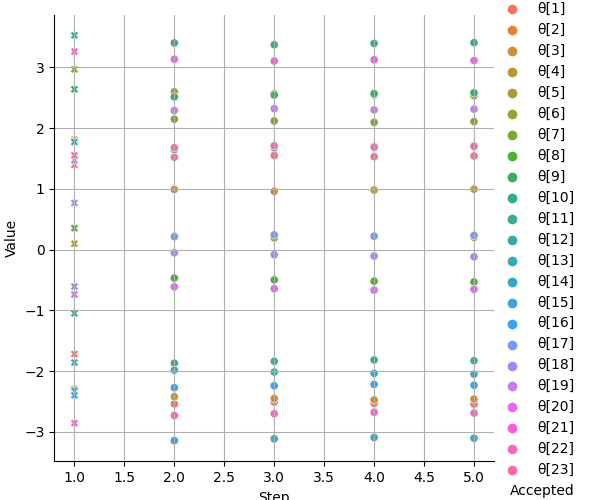 θ[1]
θ[2]
θ[3]
θ[4]
θ[5]
θ[6]
θ[7]
θ[8]
θ[9]
θ[10]
θ[11]
θ[12]
θ[13]
θ[14]
θ[15]
θ[16]
θ[17]
θ[18]
θ[19]
θ[20]
θ[21]
θ[22]
θ[23]
Accepted
Value
3
2
1
0
−1
−2
−3
1.0 1.5 2.0 2.5 3.0 3.5 4.0 4.5 5.0
Step